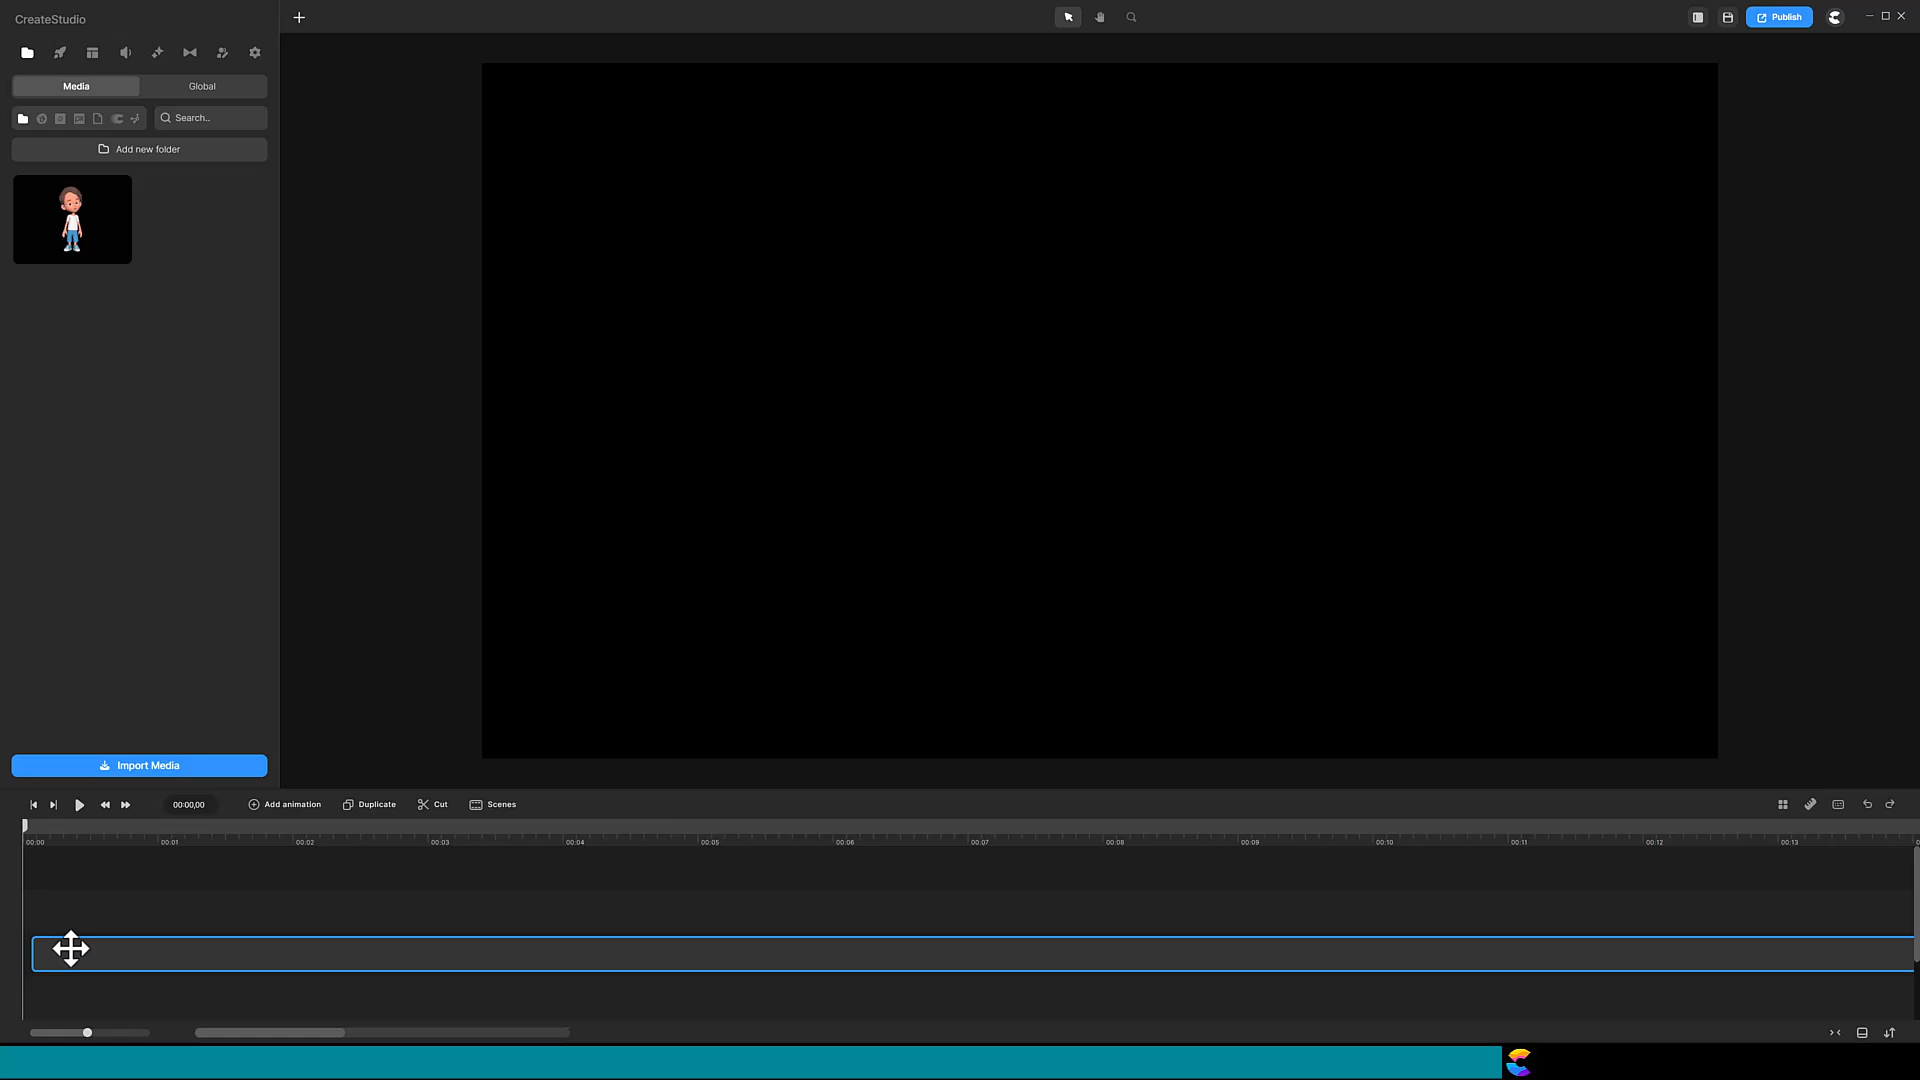 CreateStudio
Publish
Media
Global
Search..
Add new folder
Import Media
00:00,00
Add animation
Duplicate
Cut
Scenes
00:00
00:01
00:02
00:03
00:04
00:05
00:06
00:07
00:08
00:09
00:10
00:11
00:12
00:13